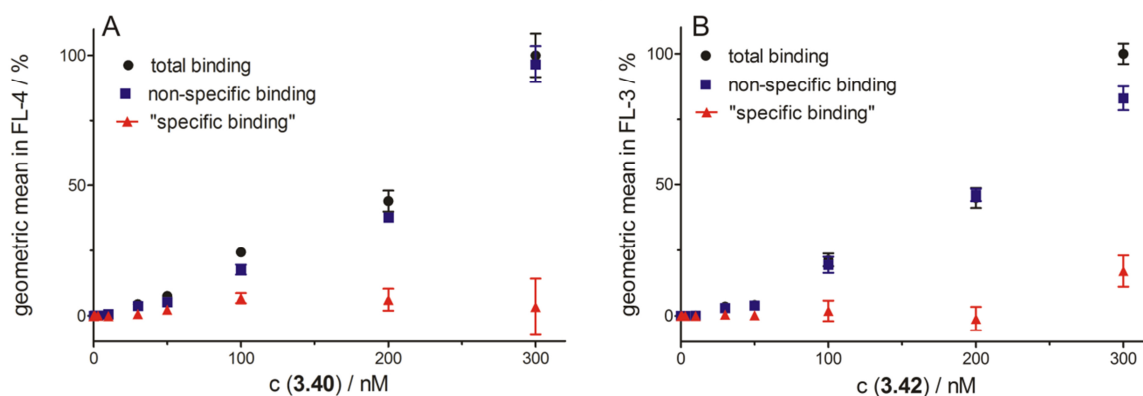 A
total binding
non-specific binding
"specific binding"
geometric mean in FL-4 / %
100
50
0
0
100
200
300
c (3.40) / nM
B
total binding
non-specific binding
"specific binding"
geometric mean in FL-3 / %
100
50
0
0
100
200
300
c (3.42) / nM